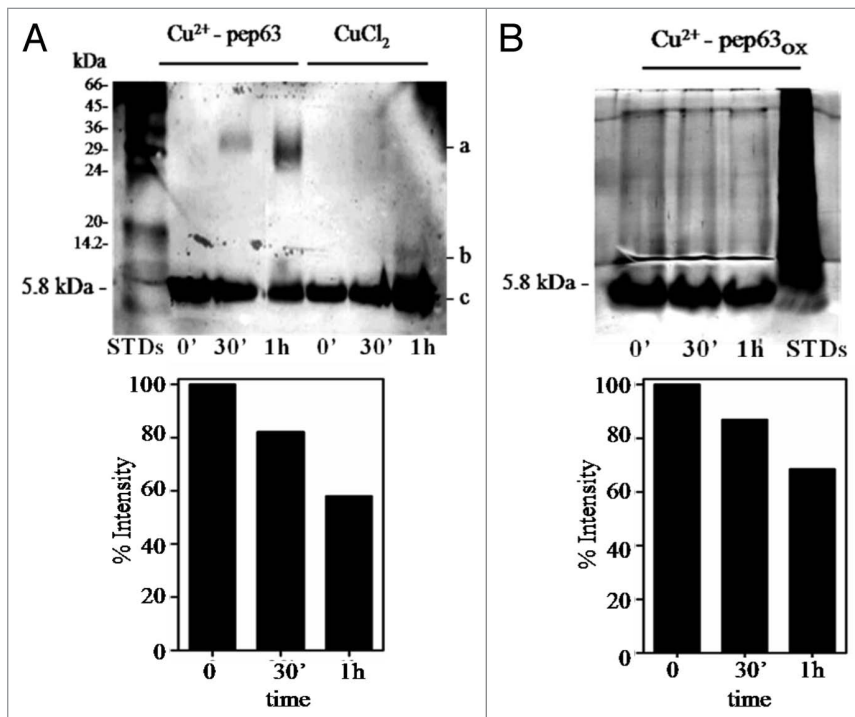 A
Cu²⁺ - pep63 CuCl₂
kDa
66-
45-
36-
29-
24-
20-
14.2-
5.8 kDa -
- a
- b
- c
STDs 0' 30' 1h 0' 30' 1h
% Intensity
100
80
60
40
20
0
0 30' 1h
time
B
Cu²⁺ - pep63ₒₓ
5.8 kDa -
0' 30' 1h STDs
% Intensity
100
80
60
40
20
0
0 30' 1h
time